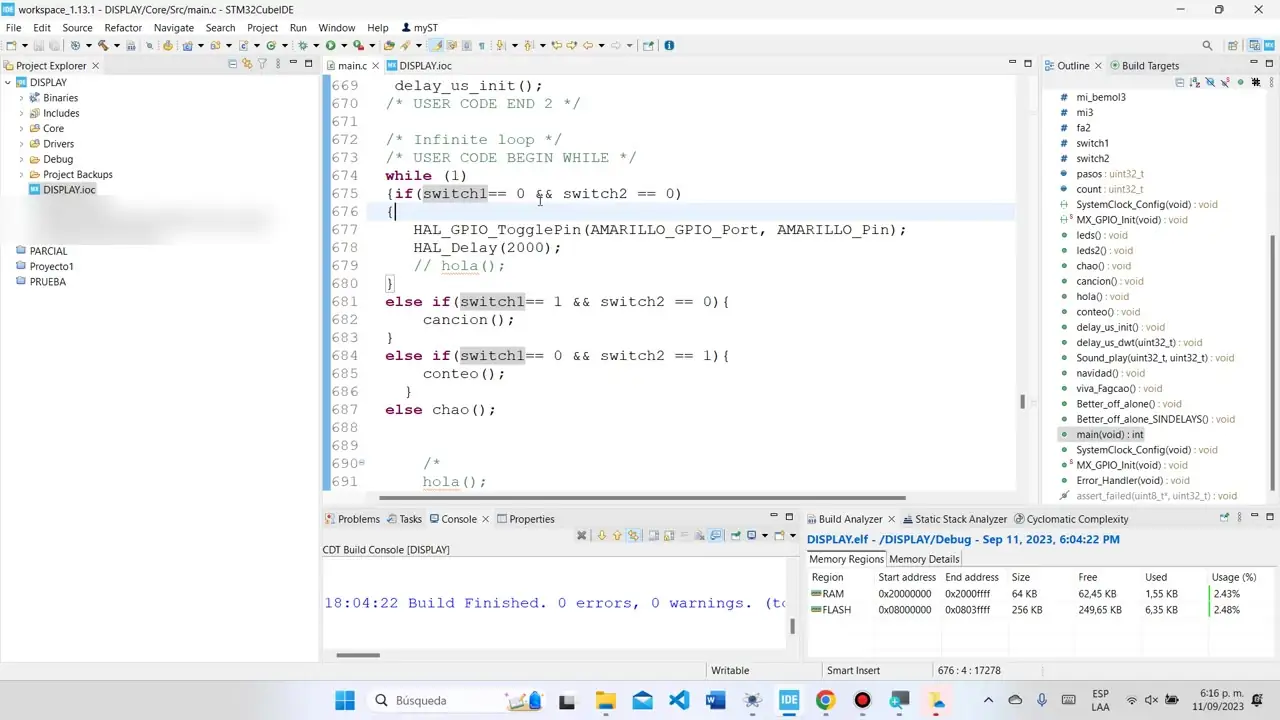 workspace_1.13.1 - DISPLAY/Core/Src/main.c - STM32CubeIDE
File Edit Source Refactor Navigate Search Project Run Window Help myST
Project Explorer
DISPLAY
Binaries
Includes
Core
Drivers
Debug
Project Backups
DISPLAY.ioc
PARCIAL
Proyecto1
PRUEBA
main.c
DISPLAY.ioc
669 delay_us_init();
670 /* USER CODE END 2 */
671
672 /* Infinite loop */
673 /* USER CODE BEGIN WHILE */
674 while (1)
675 {if(switch1== 0 && switch2 == 0)
676 {
677 HAL_GPIO_TogglePin(AMARILLO_GPIO_Port, AMARILLO_Pin);
678 HAL_Delay(2000);
679 // hola();
680 }
681 else if(switch1== 1 && switch2 == 0){
682 cancion();
683 }
684 else if(switch1== 0 && switch2 == 1){
685 conteo();
686 }
687 else chao();
688
689
690 /*
691 hola();
Outline Build Targets
mi_bemol3
mi3
fa2
switch1
switch2
pasos : uint32_t
count : uint32_t
SystemClock_Config(void) : void
MX_GPIO_Init(void) : void
leds() : void
leds2() : void
chao() : void
cancion() : void
hola() : void
conteo() : void
delay_us_init() : void
delay_us_dwt(uint32_t) : void
Sound_play(uint32_t, uint32_t) : void
navidad() : void
viva_Fagcao() : void
Better_off_alone() : void
Better_off_alone_SINDELAYS() : void
main(void) : int
SystemClock_Config(void) : void
MX_GPIO_Init(void) : void
Error_Handler(void) : void
assert_failed(uint8_t*, uint32_t) : void
Problems Tasks Console Properties
CDT Build Console [DISPLAY]
18:04:22 Build Finished. 0 errors, 0 warnings. (to
Build Analyzer Static Stack Analyzer Cyclomatic Complexity
DISPLAY.elf - /DISPLAY/Debug - Sep 11, 2023, 6:04:22 PM
Memory Regions Memory Details
Region Start address End address Size Free Used Usage (%)
RAM 0x20000000 0x2000ffff 64 KB 62,45 KB 1,55 KB 2.43%
FLASH 0x08000000 0x0803ffff 256 KB 249,65 KB 6,35 KB 2.48%
Writable Smart Insert 676 : 4 : 17278
Búsqueda
IDE
ESP
LAA
6:16 p. m.
11/09/2023